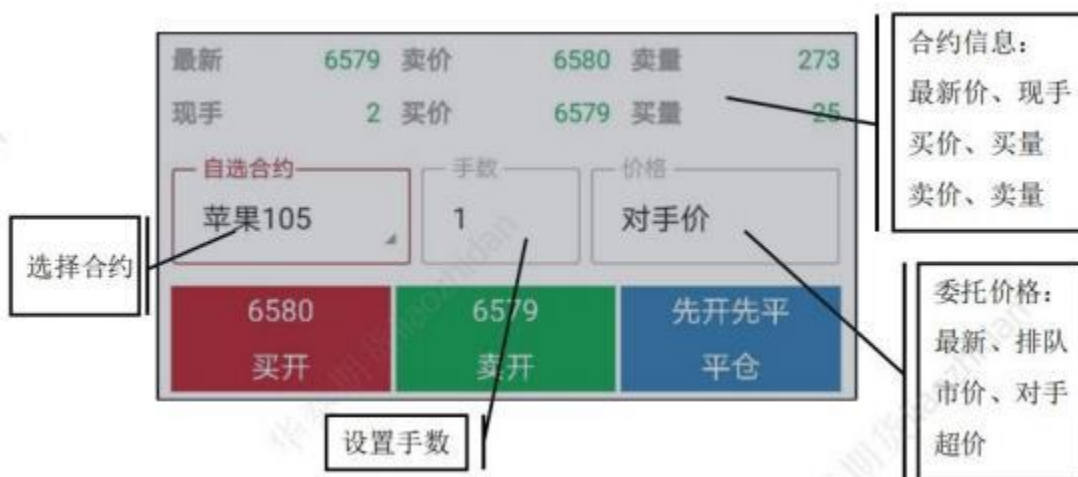 最新 6579 卖价 6580 卖量 273
现手 2 买价 6579 买量 25
自选合约 手数 价格
苹果105 1 对手价
6580 6579 先开先平
买开 卖开 平仓
选择合约
设置手数
合约信息：
最新价、现手
买价、买量
卖价、卖量
委托价格：
最新、排队
市价、对手
超价